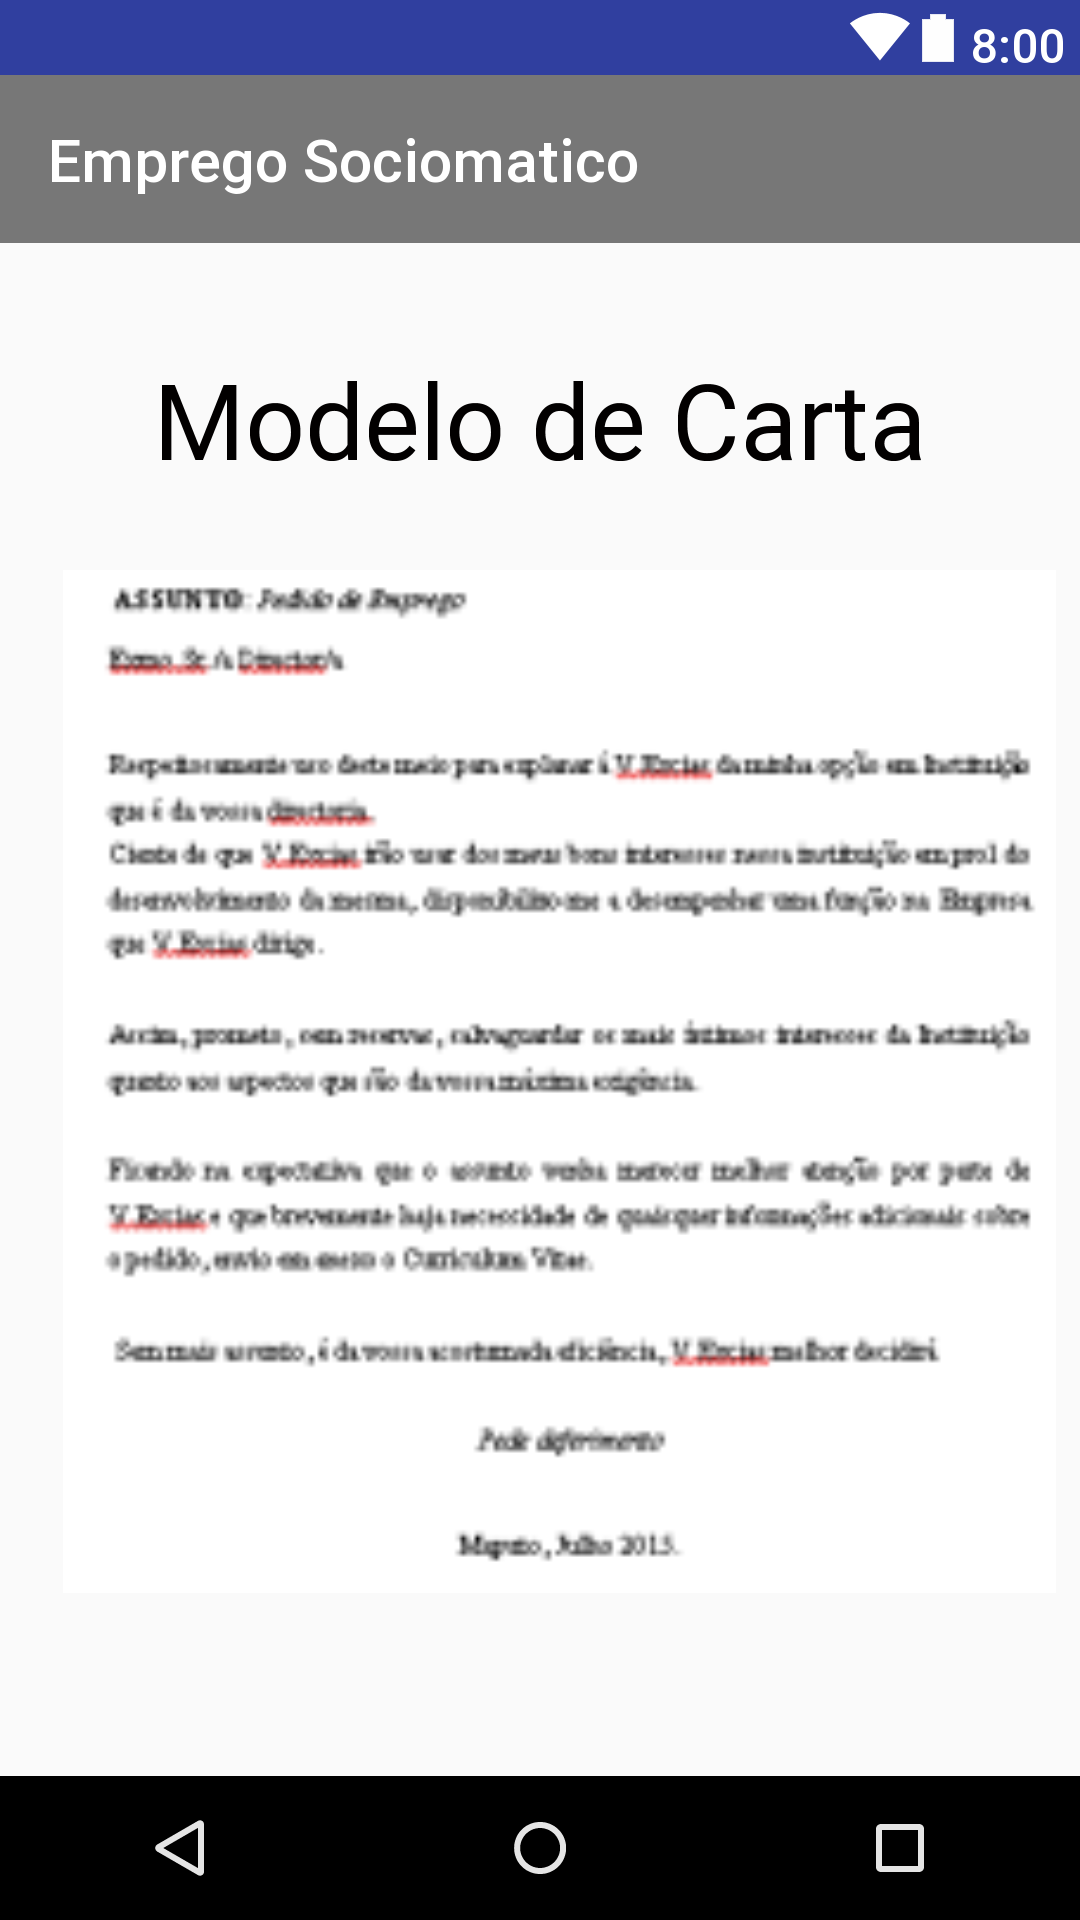 8:00
Emprego Sociomatico
Modelo de Carta
ASSUNTO: Pedido de Emprego
Exmo. Sr./a Director/a
Respeitosamente uso deste meio para explanar á V. Excias da minha opção em Instituição
que é da vossa directoria.
Ciente de que V. Excias irão usar dos meus bons interesses nessa instituição em prol do
desenvolvimento da mesma, disponibilizo-me a desempenhar uma função na Empresa
que V. Excias dirige.
Assim, prometo, sem reservas, salvaguardar os mais íntimos interesses da Instituição
quanto aos aspectos que são da vossa máxima exigência.
Ficando na expectativa que o assunto venha merecer melhor atenção por parte de
V. Excias e que brevemente haja necessidade de quaisquer informações adicionais sobre
o pedido, envio em anexo o Curriculum Vitae.
Sem mais assunto, é da vossa acostumada eficiência, V. Excias melhor decidirá.
Pede deferimento
Maputo, Julho 2015.